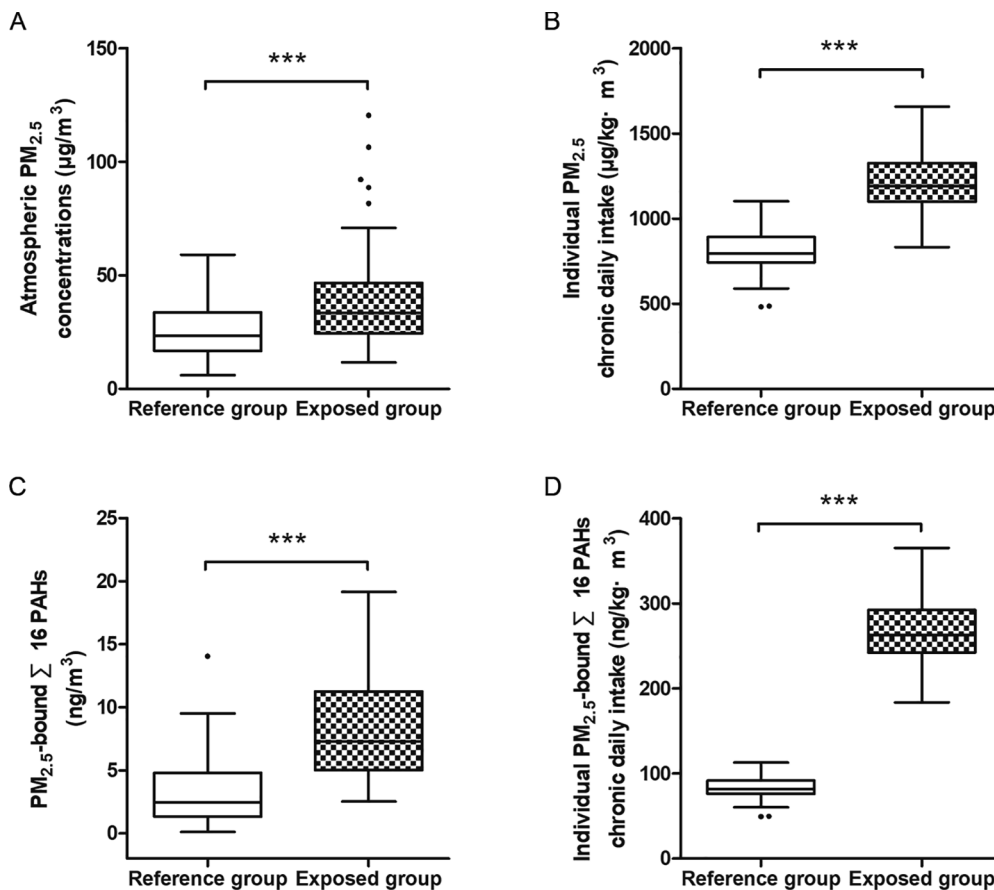 A
Atmospheric PM2.5
concentrations (μg/m3)
150
100
50
0
***
Reference group Exposed group
B
Individual PM2.5
chronic daily intake (μg/kg· m 3)
2000
1500
1000
500
0
***
Reference group Exposed group
C
PM2.5-bound ∑ 16 PAHs
(ng/m3)
25
20
15
10
5
0
***
Reference group Exposed group
D
Individual PM2.5-bound ∑ 16 PAHs
chronic daily intake (ng/kg· m 3)
400
300
200
100
0
***
Reference group Exposed group